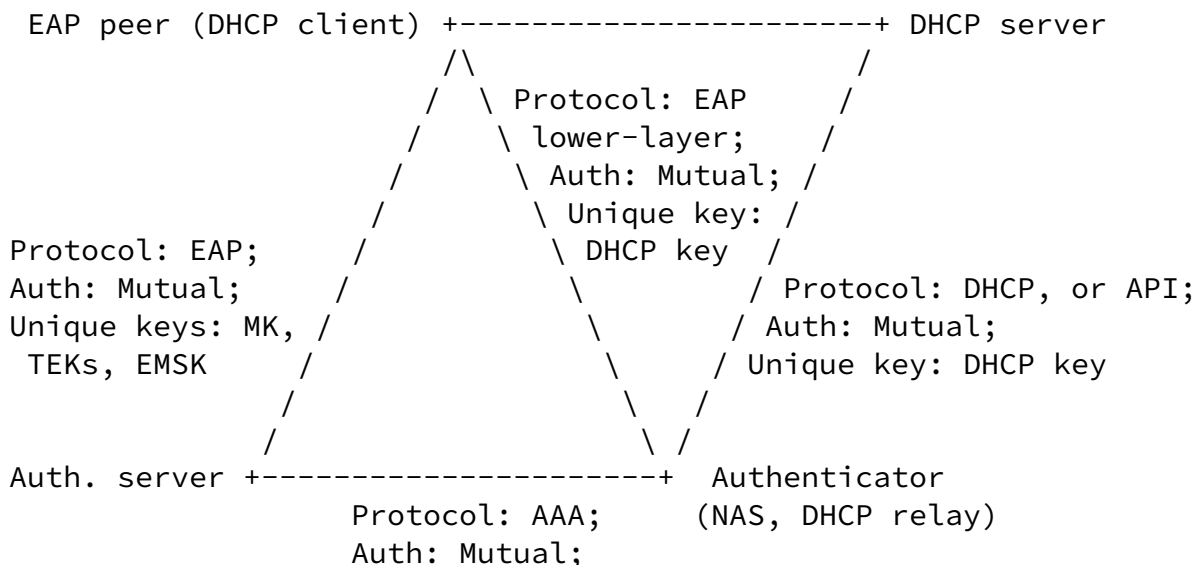 EAP peer (DHCP client) +----------------------+ DHCP server
/\ /
/ \ Protocol: EAP /
/ \ lower-layer; /
/ \ Auth: Mutual; /
/ \ Unique key: /
Protocol: EAP; / \ DHCP key /
Auth: Mutual; / \ / Protocol: DHCP, or API;
Unique keys: MK, / \ / Auth: Mutual;
TEKs, EMSK / \ / Unique key: DHCP key
/ \ /
/ \ /
Auth. server +----------------------+ Authenticator
Protocol: AAA; (NAS, DHCP relay)
Auth: Mutual;